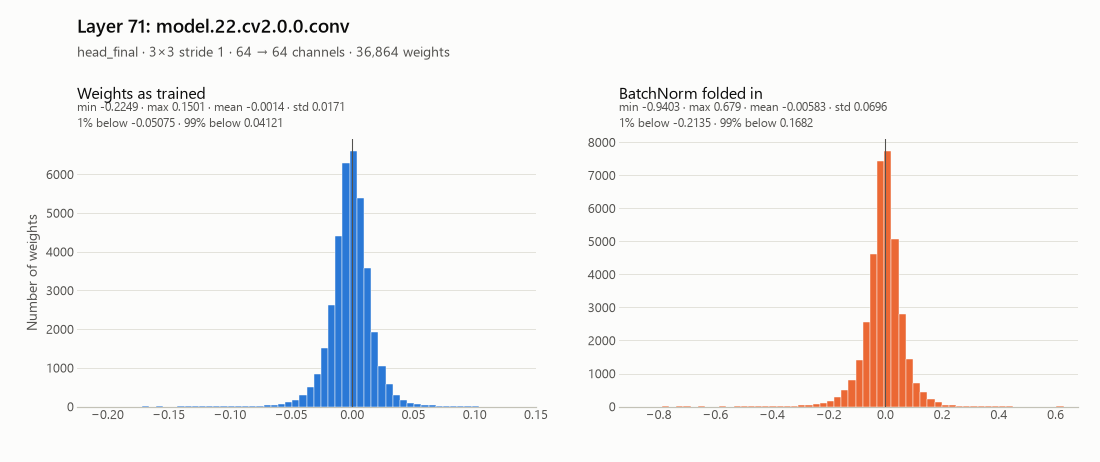 Layer 71: model.22.cv2.0.0.conv
head_final · 3×3 stride 1 · 64 → 64 channels · 36,864 weights
Weights as trained
min -0.2249 · max 0.1501 · mean -0.0014 · std 0.0171
1% below -0.05075 · 99% below 0.04121
Number of weights
6000
5000
4000
3000
2000
1000
0
−0.20 −0.15 −0.10 −0.05 0.00 0.05 0.10 0.15
BatchNorm folded in
min -0.9403 · max 0.679 · mean -0.00583 · std 0.0696
1% below -0.2135 · 99% below 0.1682
8000
7000
6000
5000
4000
3000
2000
1000
0
−0.8 −0.6 −0.4 −0.2 0.0 0.2 0.4 0.6